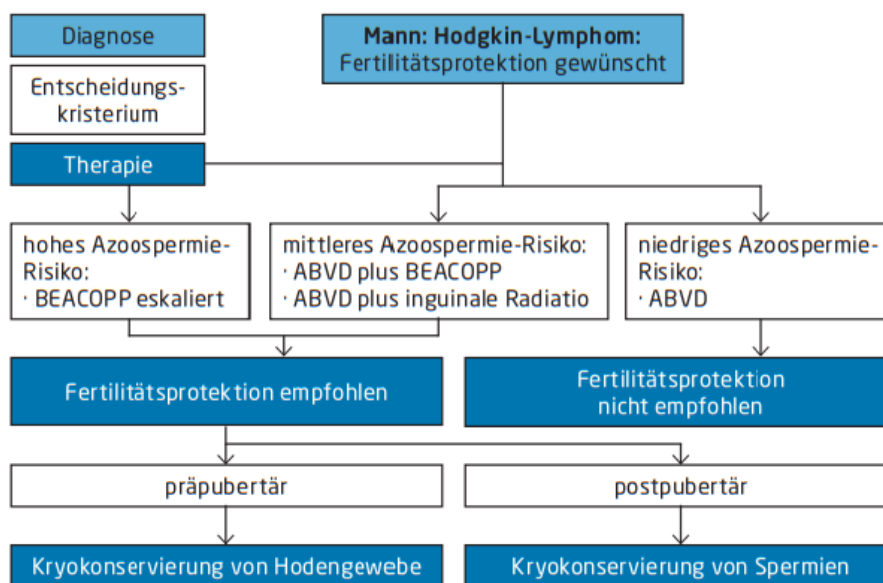 Diagnose
Entscheidungs-
kristerium
Therapie
Mann: Hodgkin-Lymphom:
Fertilitätsprotektion gewünscht
hohes Azoospermie-
Risiko:
· BEACOPP eskaliert
mittleres Azoospermie-Risiko:
· ABVD plus BEACOPP
· ABVD plus inguinale Radiatio
niedriges Azoospermie-
Risiko:
· ABVD
Fertilitätsprotektion empfohlen
Fertilitätsprotektion
nicht empfohlen
präpubertär
postpubertär
Kryokonservierung von Hodengewebe
Kryokonservierung von Spermien